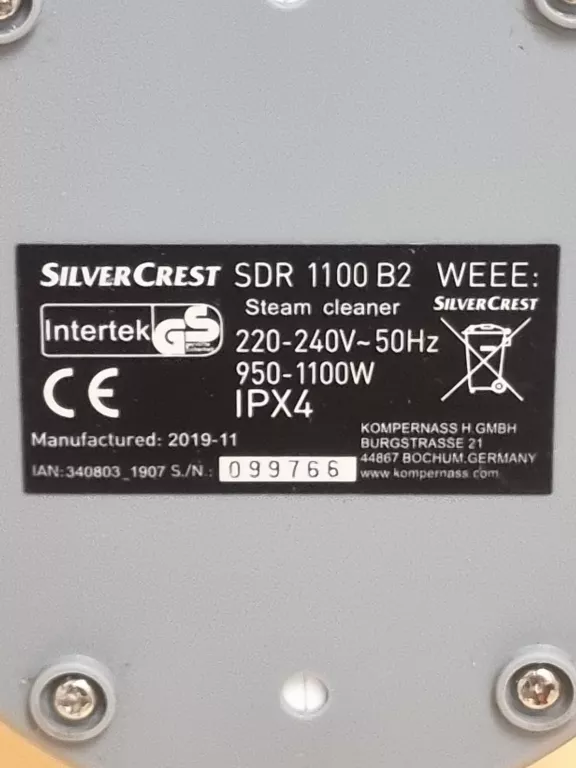 SILVERCREST SDR 1100 B2 WEEE:
Steam cleaner SILVERCREST
Intertek GS
220-240V~50Hz
950-1100W
CE IPX4
KOMPERNASS H.GMBH
Manufactured: 2019-11 BURGSTRASSE 21
44867 BOCHUM.GERMANY
IAN: 340803_1907 S./N.: 099766 www.kompernass.com